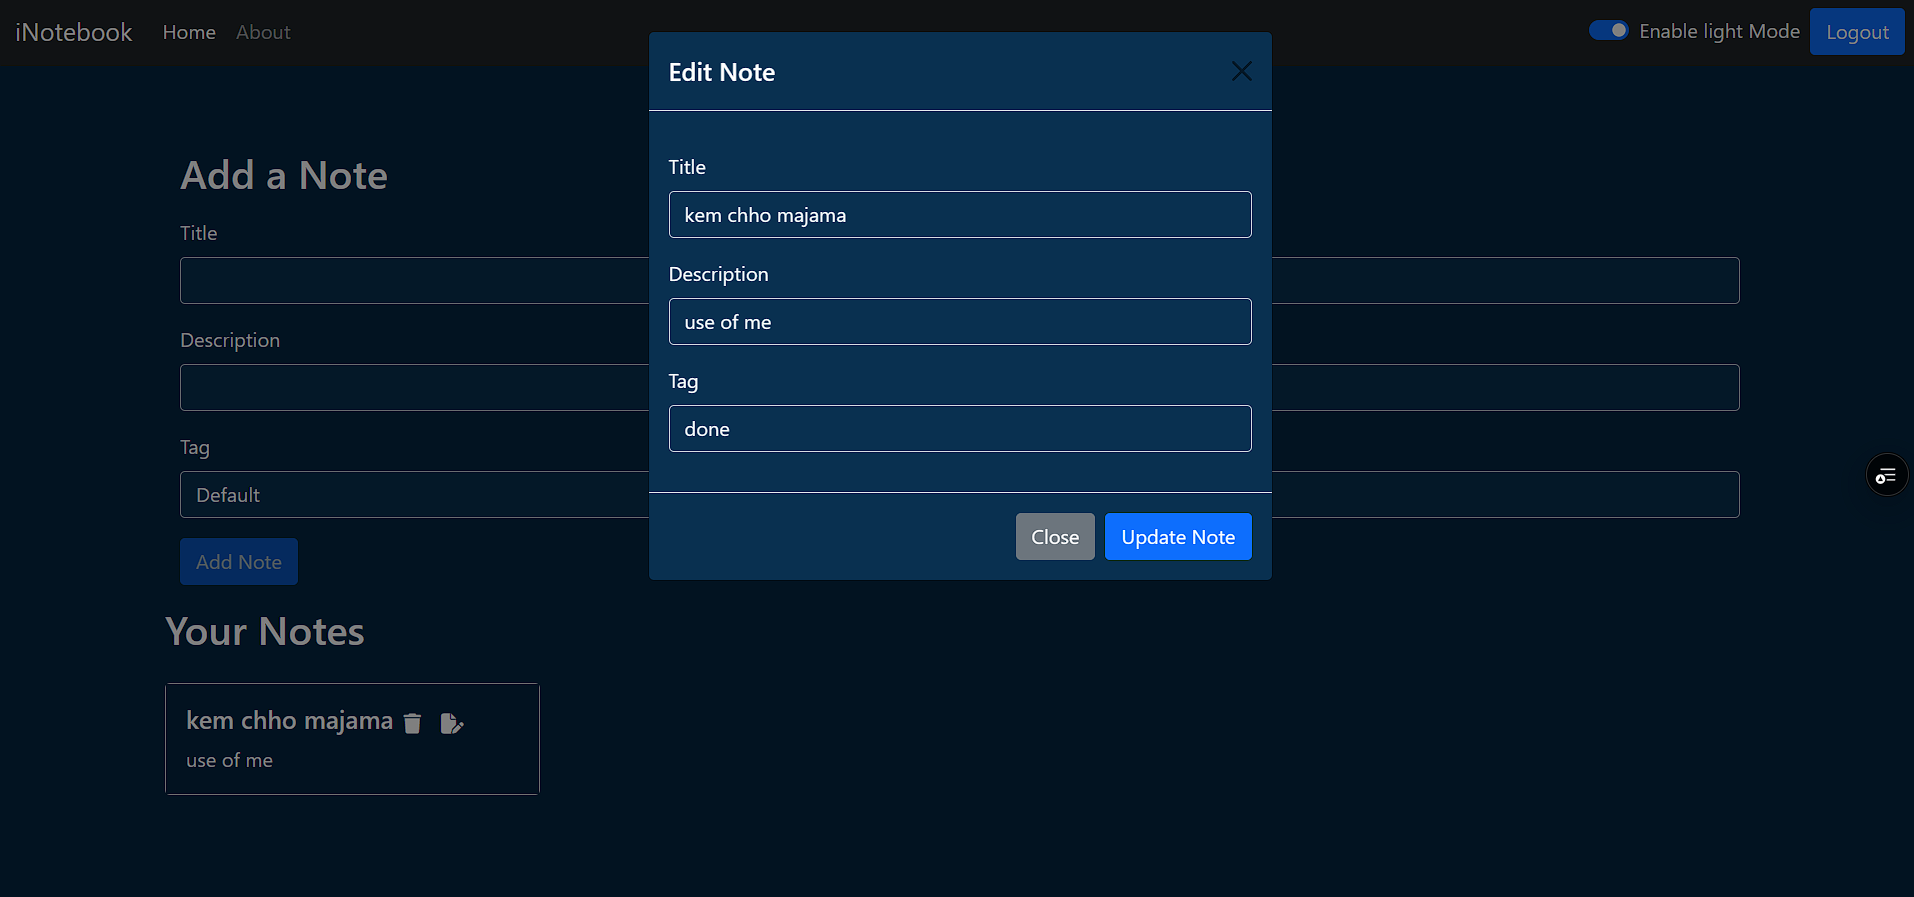 iNotebook Home About Enable light Mode Logout
Edit Note
Title
kem chho majama
Description
use of me
Tag
done
Close Update Note
Add a Note
Title
Description
Tag
Default
Add Note
Your Notes
kem chho majama
use of me